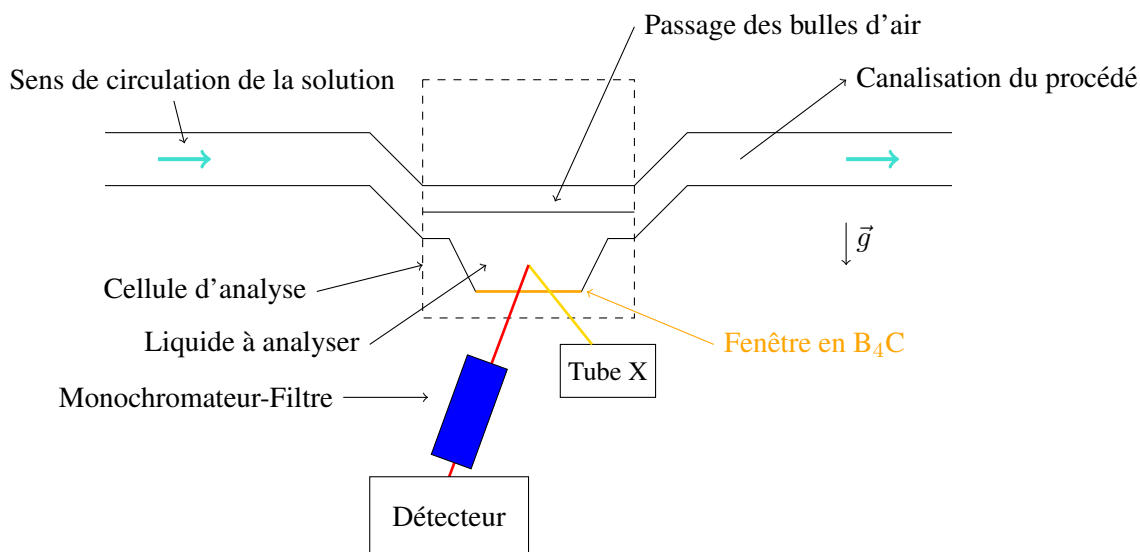 Passage des bulles d'air
Sens de circulation de la solution
Canalisation du procédé
g⃗
Cellule d'analyse
Liquide à analyser
Fenêtre en B₄C
Tube X
Monochromateur-Filtre
Détecteur